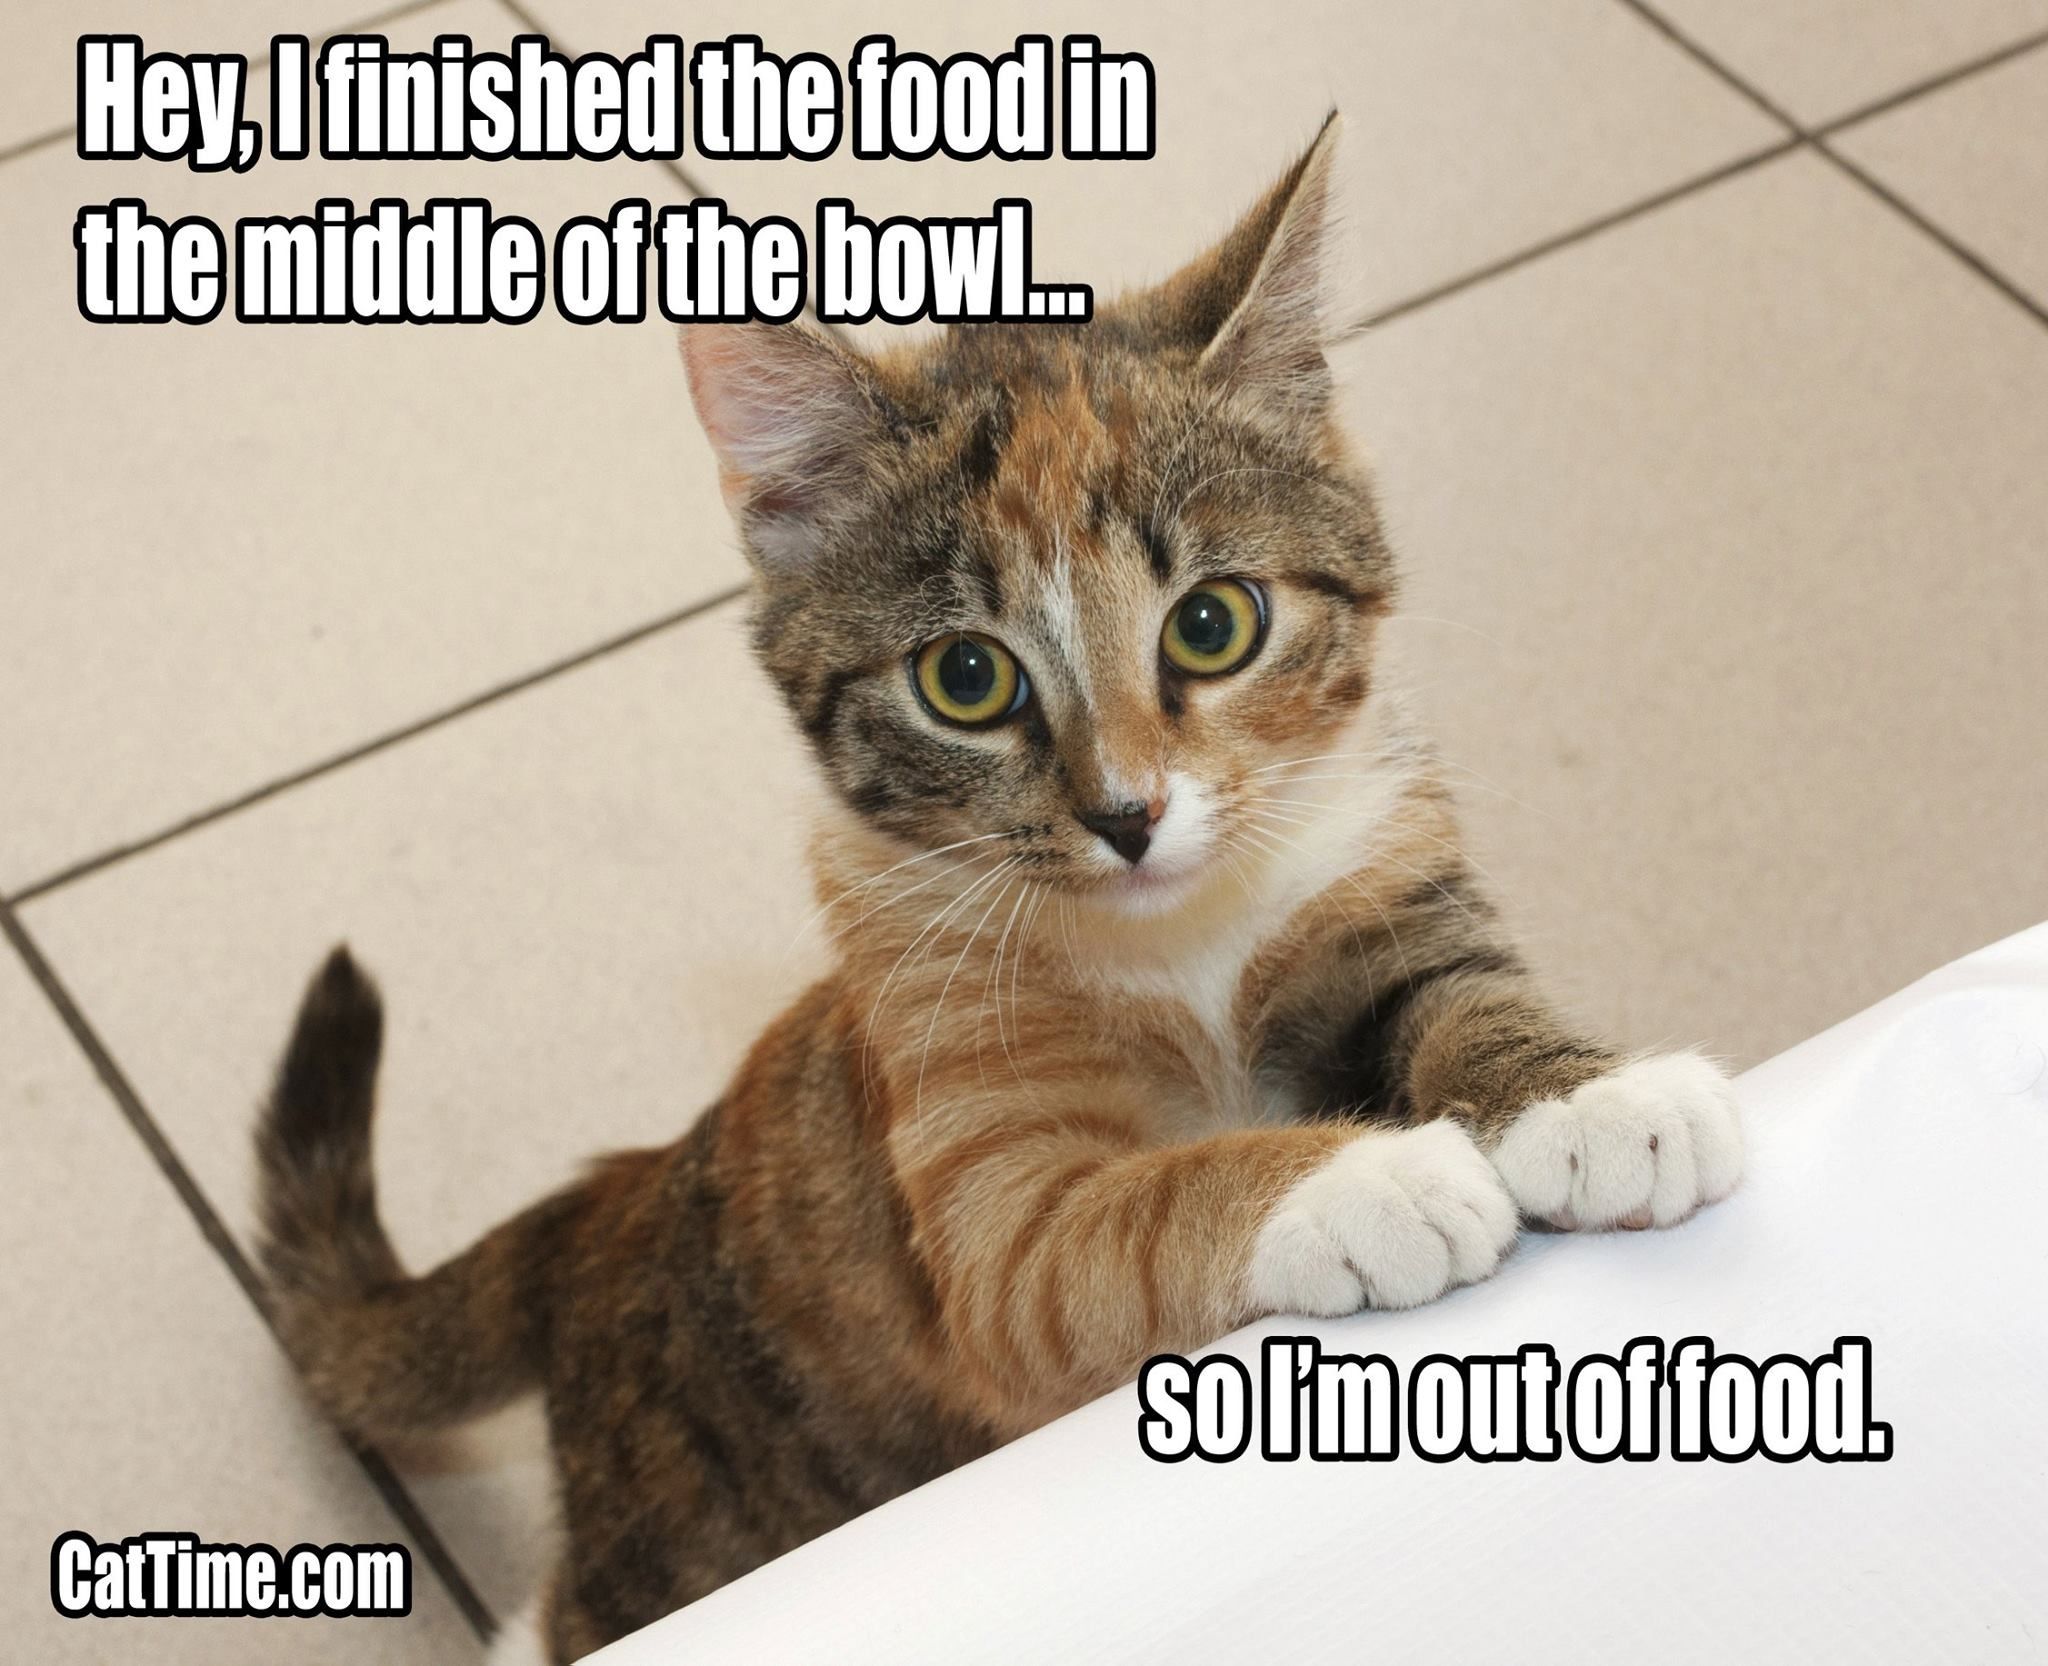 Hey, I finished the food in
the middle of the bowl...
so I'm out of food.
CatTime.com